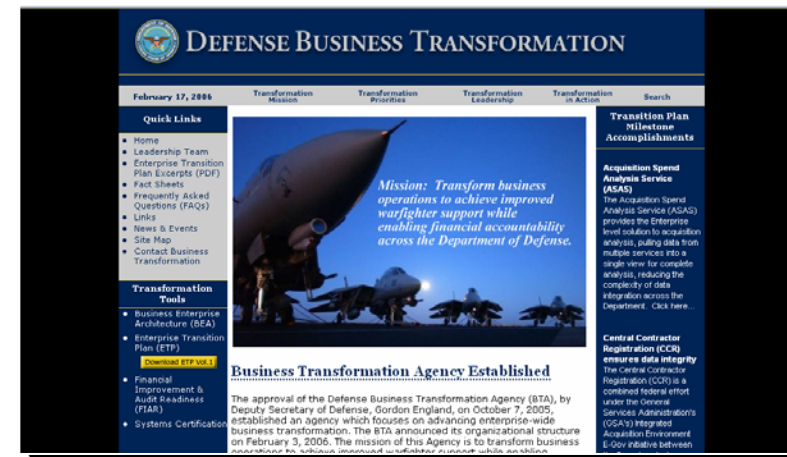 DEFENSE BUSINESS TRANSFORMATION
February 17, 2006
Transformation
Mission
Transformation
Priorities
Transformation
Leadership
Transformation
in Action
Search
Quick Links
Home
Leadership Team
Enterprise Transition
Plan Excerpts (PDF)
Fact Sheets
Frequently Asked
Questions (FAQs)
Links
News & Events
Site Map
Contact Business
Transformation
Transformation
Tools
Business Enterprise
Architecture (BEA)
Enterprise Transition
Plan (ETP)
Download ETP Vol.1
Financial
Improvement &
Audit Readiness
(FIAR)
Systems Certification
Mission: Transform business
operations to achieve improved
warfighter support while
enabling financial accountability
across the Department of Defense.
Business Transformation Agency Established
The approval of the Defense Business Transformation Agency (BTA), by
Deputy Secretary of Defense, Gordon England, on October 7, 2005,
established an agency which focuses on advancing enterprise-wide
business transformation. The BTA announced its organizational structure
on February 3, 2006. The mission of this Agency is to transform business
operations to achieve improved warfighter support while enabling
Transition Plan
Milestone
Accomplishments
Acquisition Spend
Analysis Service
(ASAS)
The Acquisition Spend
Analysis Service (ASAS)
provides the Enterprise
level solution to acquisition
analysis, pulling data from
multiple services into a
single view for complete
analysis, reducing the
complexity of data
integration across the
Department. Click here...
Central Contractor
Registration (CCR)
ensures data integrity
The Central Contractor
Registration (CCR) is a
combined federal effort
under the General
Services Administration's
(GSA's) Integrated
Acquisition Environment
E-Gov initiative between